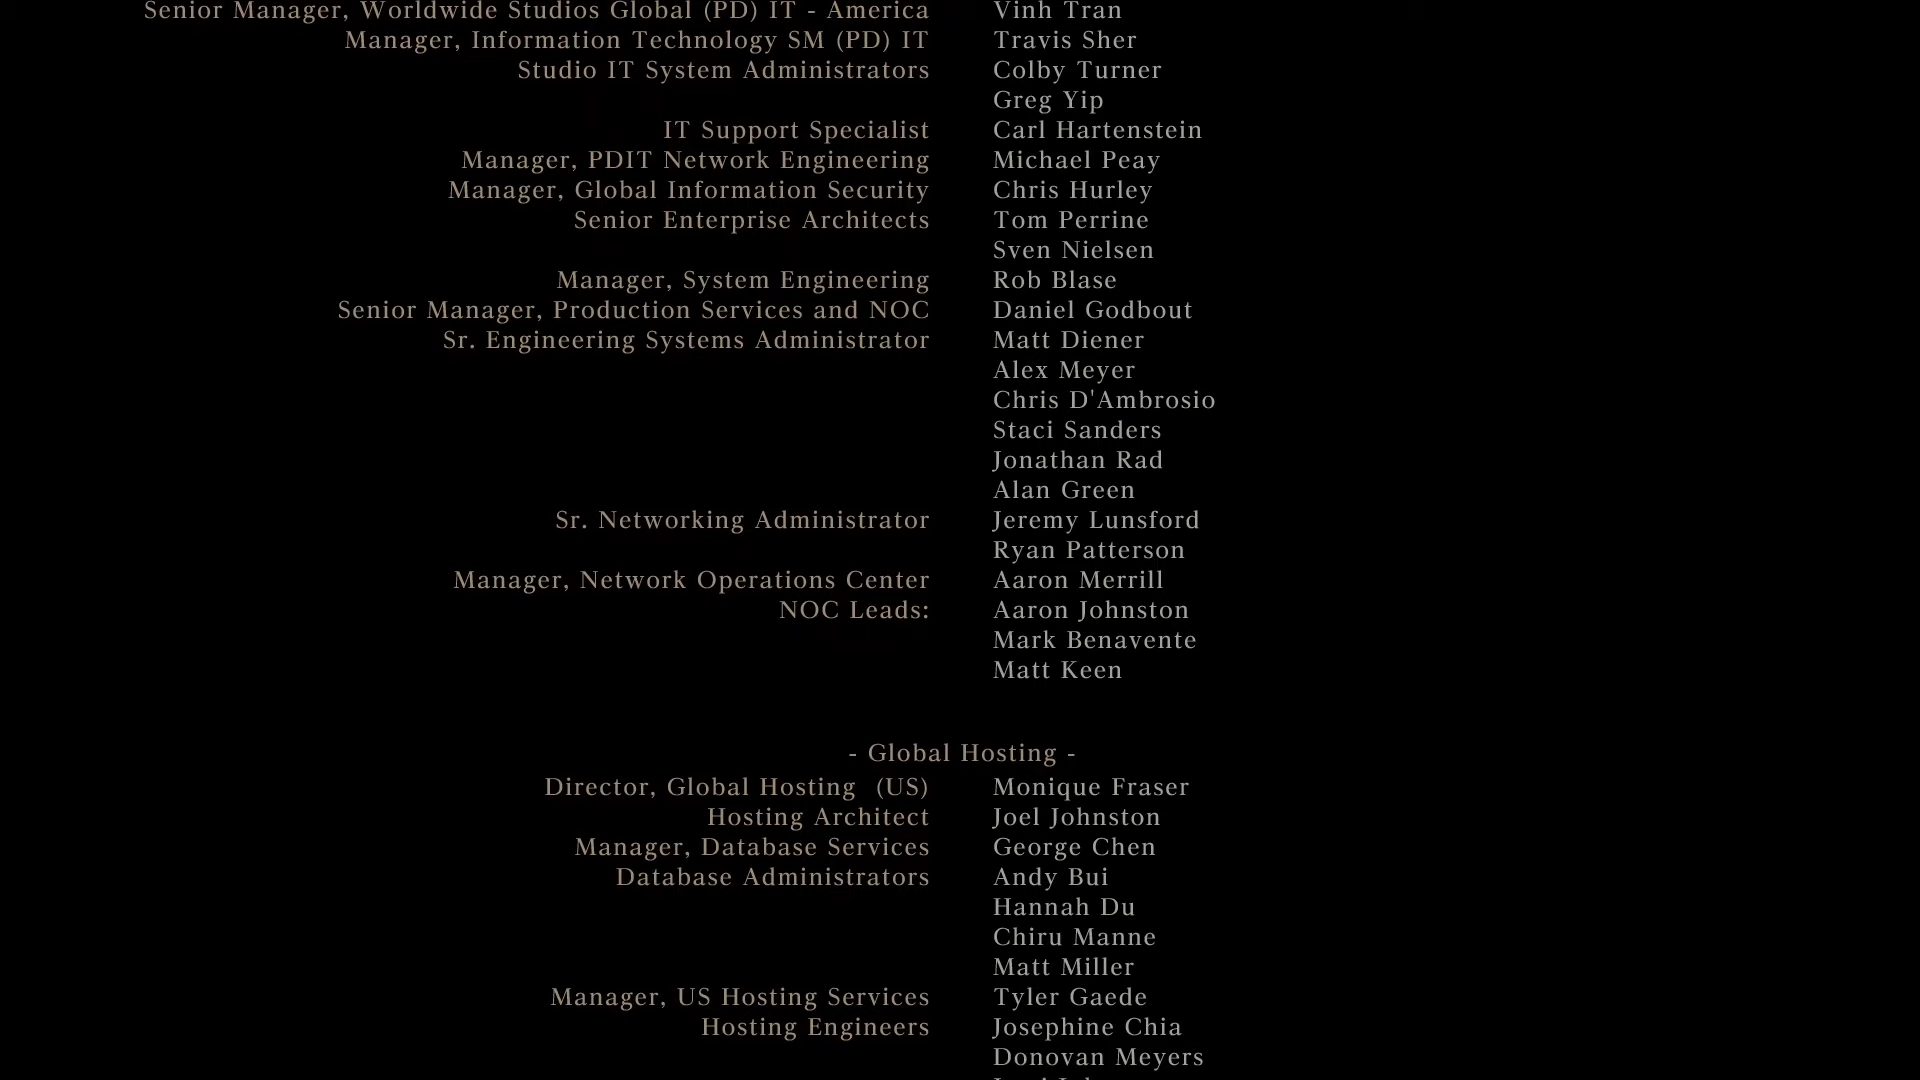 Senior Manager, Worldwide Studios Global (PD) IT - America Vinh Tran
Manager, Information Technology SM (PD) IT Travis Sher
Studio IT System Administrators Colby Turner
Greg Yip
IT Support Specialist Carl Hartenstein
Manager, PDIT Network Engineering Michael Peay
Manager, Global Information Security Chris Hurley
Senior Enterprise Architects Tom Perrine
Sven Nielsen
Manager, System Engineering Rob Blase
Senior Manager, Production Services and NOC Daniel Godbout
Sr. Engineering Systems Administrator Matt Diener
Alex Meyer
Chris D'Ambrosio
Staci Sanders
Jonathan Rad
Alan Green
Sr. Networking Administrator Jeremy Lunsford
Ryan Patterson
Manager, Network Operations Center Aaron Merrill
NOC Leads: Aaron Johnston
Mark Benavente
Matt Keen
- Global Hosting -
Director, Global Hosting  (US) Monique Fraser
Hosting Architect Joel Johnston
Manager, Database Services George Chen
Database Administrators Andy Bui
Hannah Du
Chiru Manne
Matt Miller
Manager, US Hosting Services Tyler Gaede
Hosting Engineers Josephine Chia
Donovan Meyers